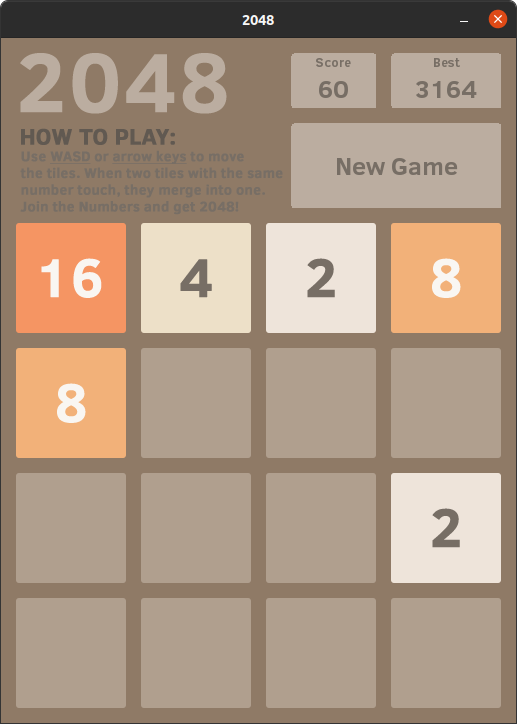 2048
2048
Score
60
Best
3164
HOW TO PLAY:
Use WASD or arrow keys to move
the tiles. When two tiles with the same
number touch, they merge into one.
Join the Numbers and get 2048!
New Game
16 4 2 8
8
2